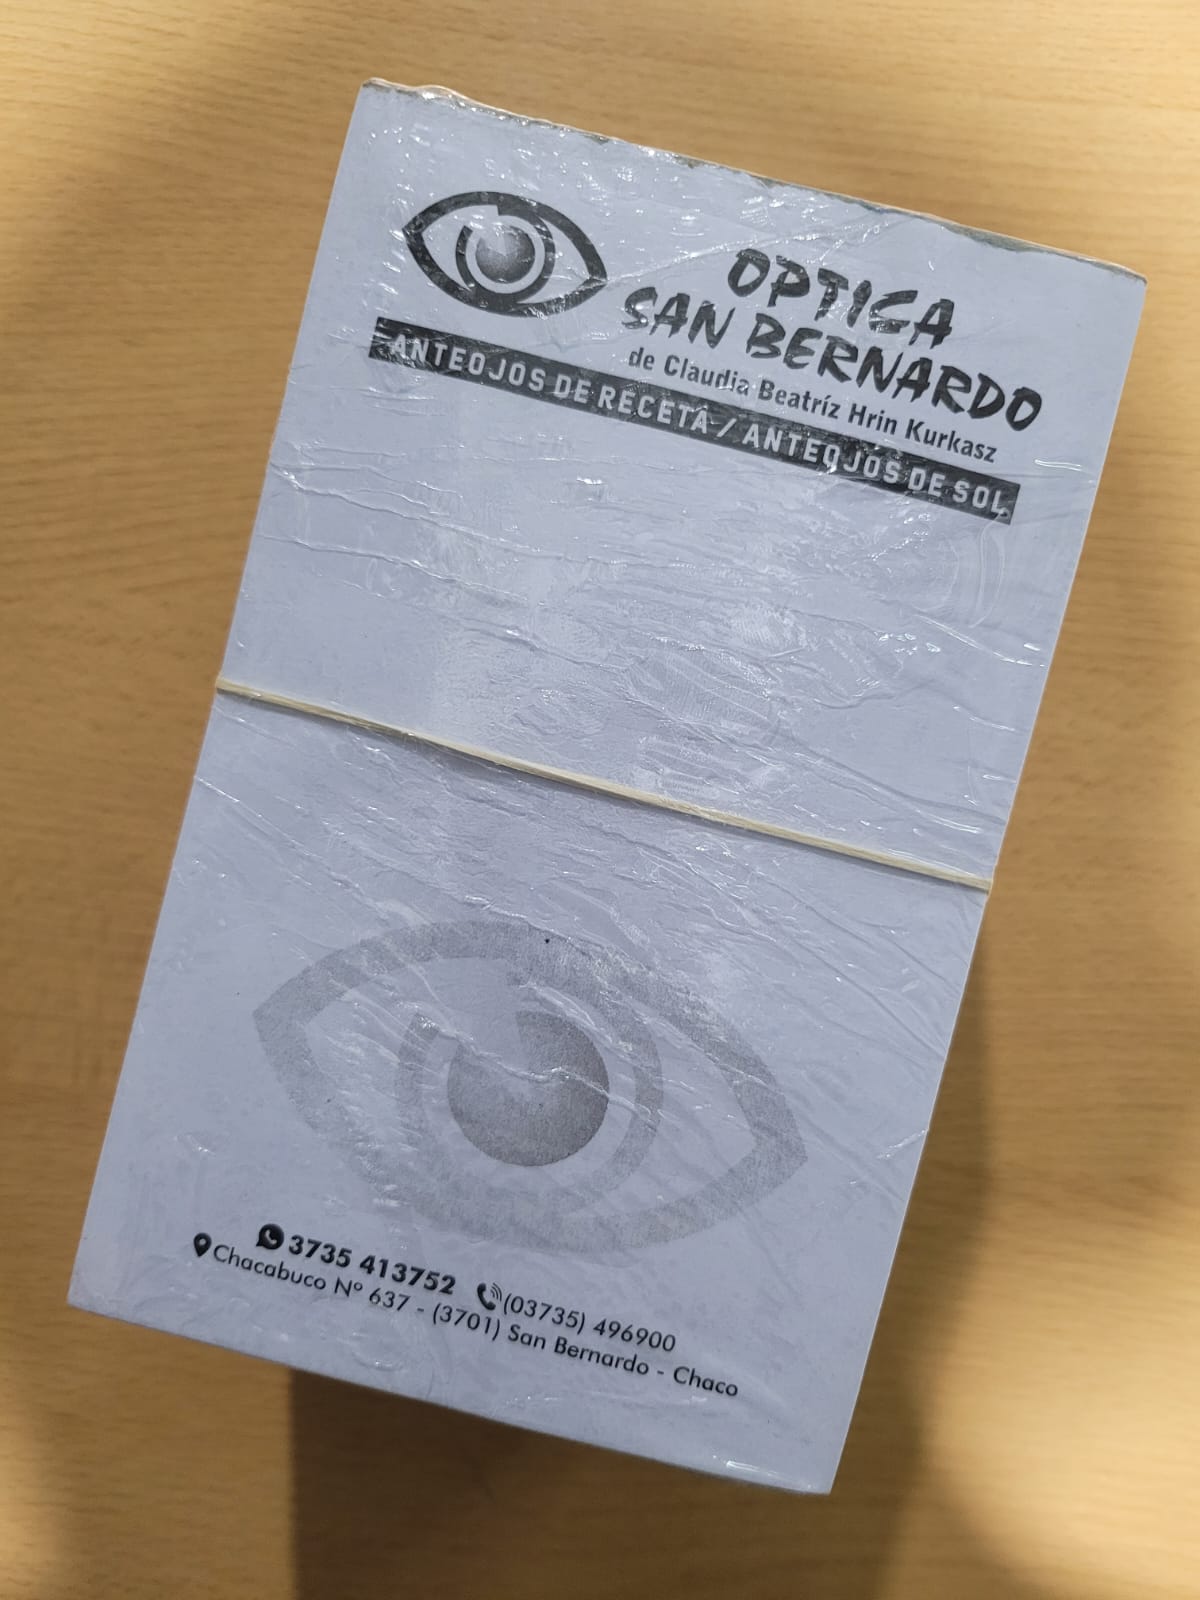 OPTICA
SAN BERNARDO
de Claudia Beatríz Hrin Kurkasz
ANTEOJOS DE RECETA / ANTEOJOS DE SOL
3735 413752 (03735) 496900
Chacabuco Nº 637 - (3701) San Bernardo - Chaco